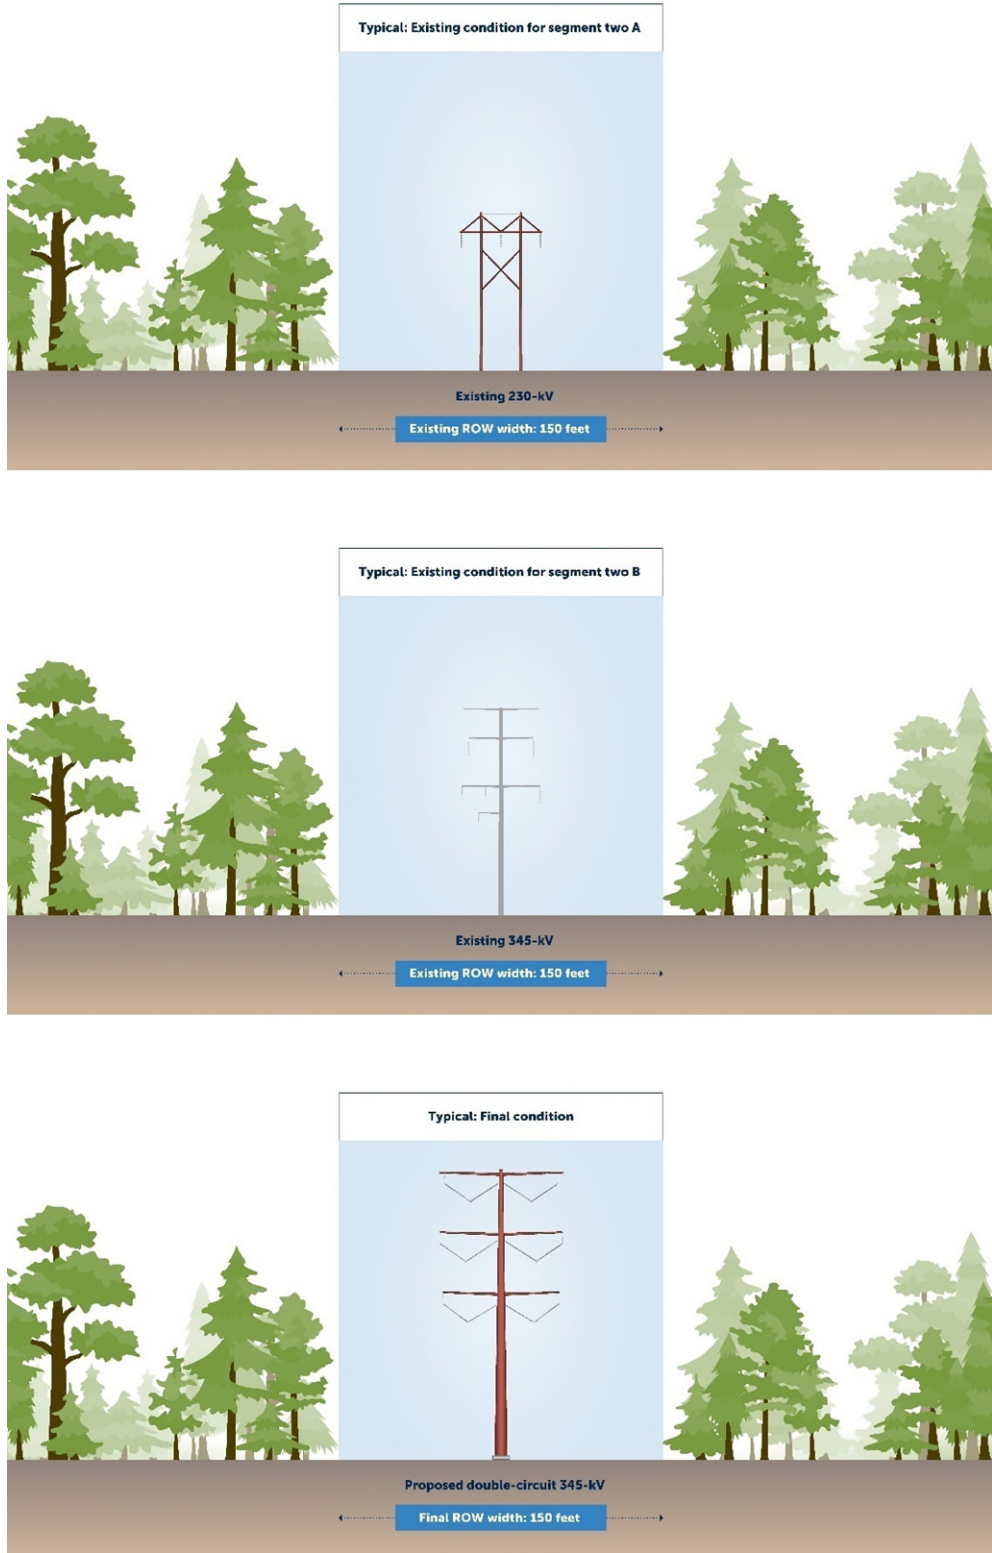 Typical: Existing condition for segment two A
Existing 230-kV
Existing ROW width: 150 feet
Typical: Existing condition for segment two B
Existing 345-kV
Existing ROW width: 150 feet
Typical: Final condition
Proposed double-circuit 345-kV
Final ROW width: 150 feet